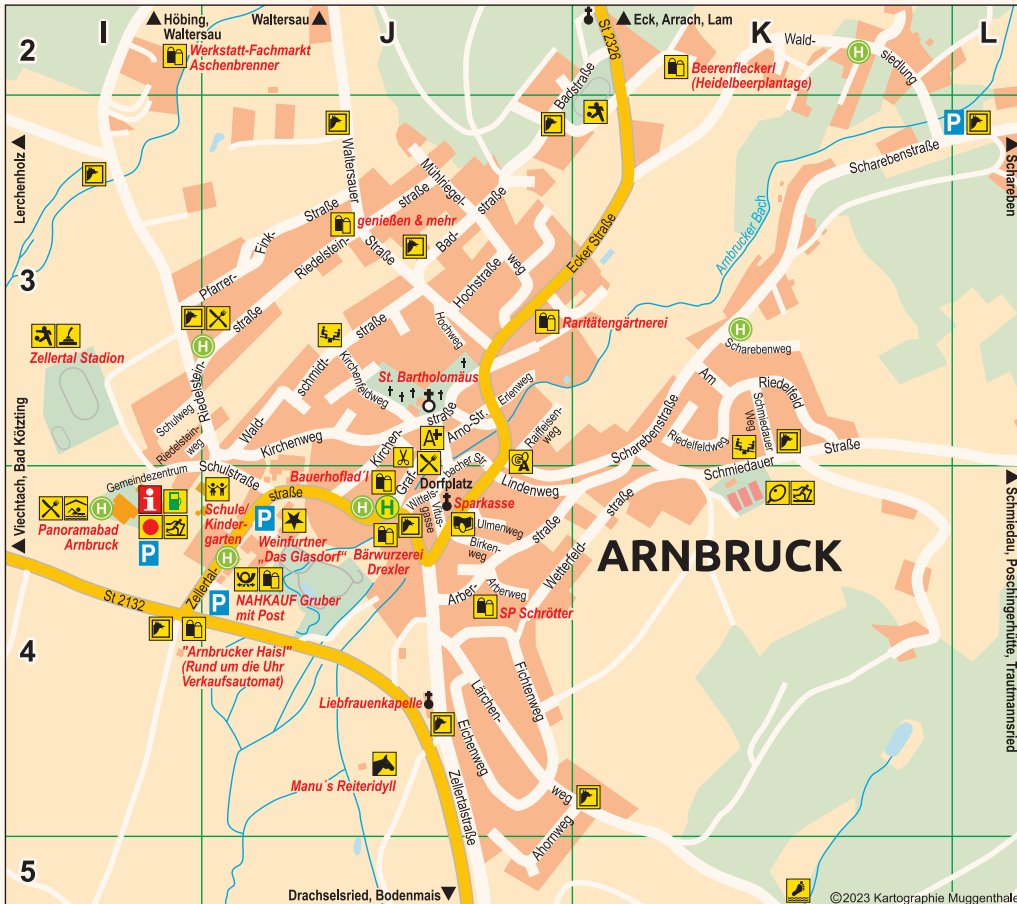 I
J
K
L
2
3
4
5
Höbing,
Waltersau
Waltersau
St 2326
Eck, Arrach, Lam
Werkstatt-Fachmarkt
Aschenbrenner
Beerenfleckerl
(Heidelbeerplantage)
Wald-
siedlung
H
Badstraße
P
Lerchenholz
Schareben
Scharebenstraße
Arnbrucker Bach
Waltersauer
Straße
Mühlriegel-
straße
weg
genießen & mehr
Pfarrer-
Fink-
Straße
Riedelstein-
straße
Bad-
Hochstraße
Hochweg
Ecker Straße
Raritätengärtnerei
H
Scharebenweg
Zellertal Stadion
H
Riedelstein-
Schulweg
Riedelstein-
weg
Wald-
schmidt-
straße
Kirchenfeldweg
Kirchenweg
St. Bartholomäus
Kirchen-
straße
Arno-Str.
Erlenweg
Raiffeisen-
weg
A
Am
Riedelfeld
Schmiedauer
Weg
Riedelfeldweg
Scharebenstraße
Schmiedauer
Straße
Viechtach, Bad Kötzting
Schmiedau, Poschingerhütte, Trautmannsried
Gemeindezentrum
Schulstraße
Panoramabad
Arnbruck
H
i
P
Schule/
Kinder-
garten
straße
P
Weinfurtner
„Das Glasdorf“
Bauerhoflad´l
H
H
Graf-
Dorfplatz
Wittels-
bacher Str.
Vitus-
gasse
Sparkasse
Lindenweg
Ulmenweg
Birken-
weg
Bärwurzerei
Drexler
H
Zellertal-
P
NAHKAUF Gruber
mit Post
St 2132
"Arnbrucker Haisl"
(Rund um die Uhr
Verkaufsautomat)
Arber-
straße
Arberweg
Wetterfeld-
straße
SP Schrötter
ARNBRUCK
Liebfrauenkapelle
Lärchen-
weg
Fichtenweg
Eichenweg
Manu´s Reiteridyll
Zellertalstraße
Ahornweg
Drachselsried, Bodenmais
©2023 Kartographie Muggenthaler